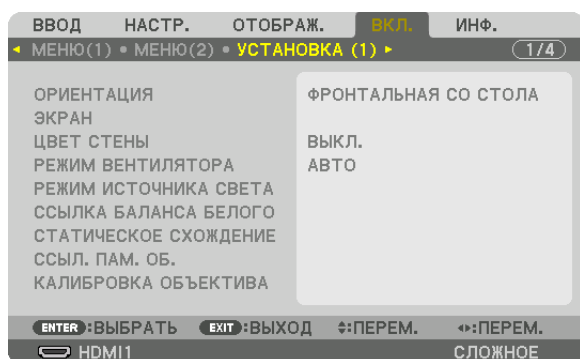 ВВОД НАСТР. ОТОБРАЖ. ВКЛ. ИНФ.
МЕНЮ(1) • МЕНЮ(2) • УСТАНОВКА (1) 1/4
ОРИЕНТАЦИЯ ФРОНТАЛЬНАЯ СО СТОЛА
ЭКРАН
ЦВЕТ СТЕНЫ ВЫКЛ.
РЕЖИМ ВЕНТИЛЯТОРА АВТО
РЕЖИМ ИСТОЧНИКА СВЕТА
ССЫЛКА БАЛАНСА БЕЛОГО
СТАТИЧЕСКОЕ СХОЖДЕНИЕ
ССЫЛ. ПАМ. ОБ.
КАЛИБРОВКА ОБЪЕКТИВА
ENTER :ВЫБРАТЬ EXIT :ВЫХОД :ПЕРЕМ. :ПЕРЕМ.
HDMI1 СЛОЖНОЕ